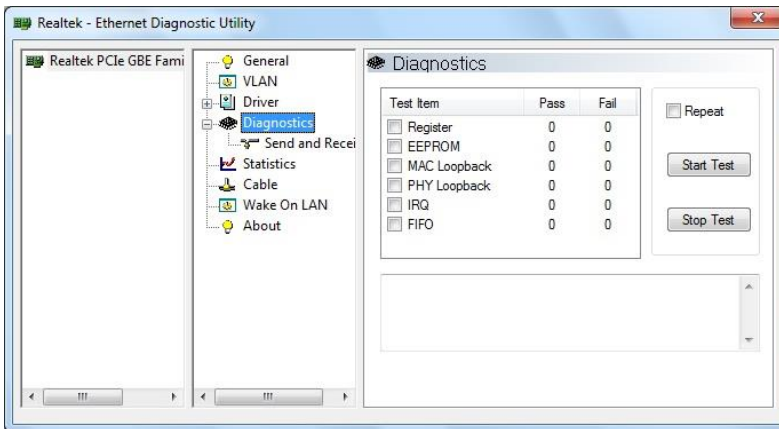 Realtek - Ethernet Diagnostic Utility
Realtek PCIe GBE Fami
General
VLAN
Driver
Diagnostics
Send and Recei
Statistics
Cable
Wake On LAN
About
Diagnostics
Test Item Pass Fail
Register 0 0
EEPROM 0 0
MAC Loopback 0 0
PHY Loopback 0 0
IRQ 0 0
FIFO 0 0
Repeat
Start Test
Stop Test